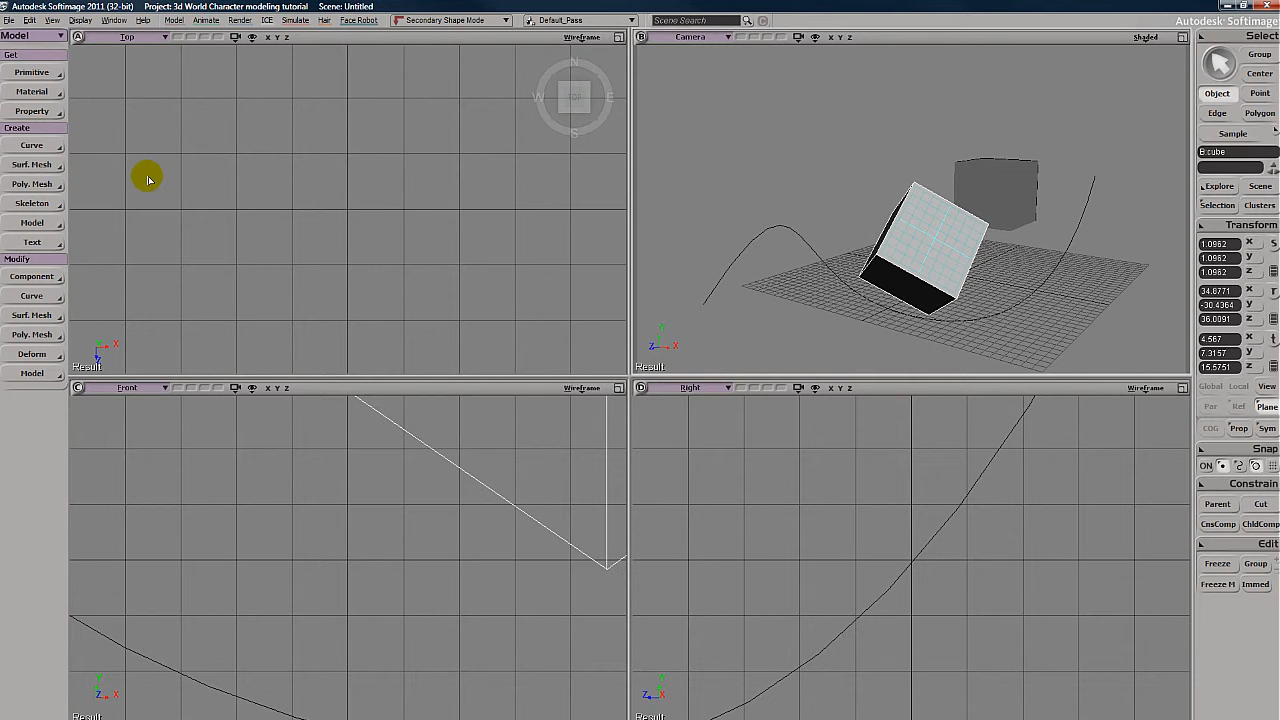 Autodesk Softimage 2011 (32-bit) Project: 3d World Character modeling tutorial Scene: Untitled
File Edit View Display Window Help Model Animate Render ICE Simulate Hair Face Robot Secondary Shape Mode Default_Pass Scene Search
Autodesk Softimage
Model A Top X Y Z Wireframe B Camera X Y Z Shaded Select
Get
Primitive
Material
Property
Create
Curve
Surf. Mesh
Poly. Mesh
Skeleton
Model
Text
Modify
Component
Curve
Surf. Mesh
Poly. Mesh
Deform
Model
N
W TOP E
S
X
Result
Y
Z X
Result
C Front X Y Z Wireframe
D Right X Y Z Wireframe
Y
Z X
Result
Y
Z X
Result
Group
Center
Object Point
Edge Polygon
Sample
B:cube
Explore Scene
Selection Clusters
Transform
1.0962 x s
1.0962 y
1.0962 z
34.8771 x r
-30.4364 y
36.0091 z
4.567 x t
7.3157 y
15.5751 z
Global Local View
Par Ref Plane
COG Prop Sym
Snap
ON
Constrain
Parent Cut
CnsComp ChldComp
Edit
Freeze Group
Freeze M Immed